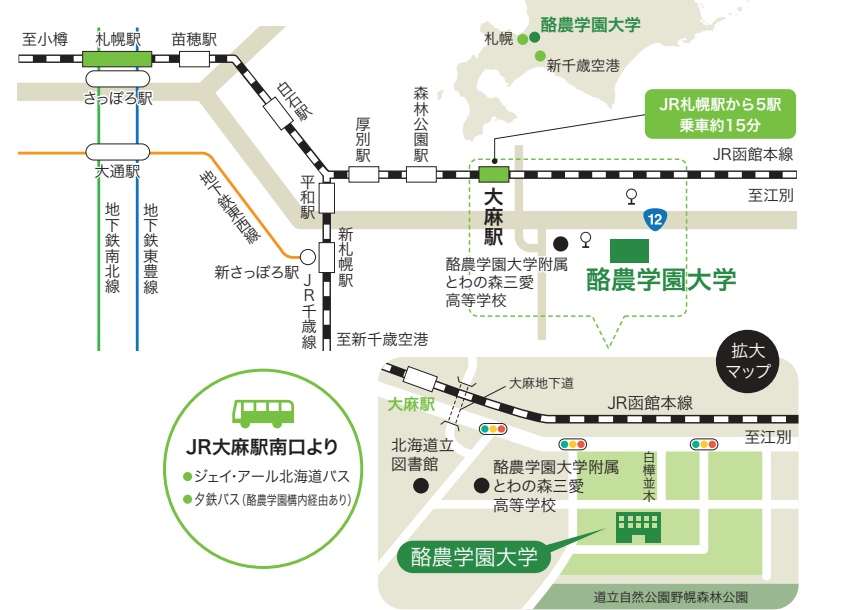 酪農学園大学
札幌
新千歳空港
至小樽
札幌駅
苗穂駅
さっぽろ駅
白石駅
JR札幌駅から5駅
乗車約15分
厚別駅
森林公園駅
JR函館本線
至江別
大通駅
地下鉄東西線
平和駅
大麻駅
12
地下鉄南北線
地下鉄東豊線
新さっぽろ駅
新札幌駅
JR千歳線
至新千歳空港
酪農学園大学附属
とわの森三愛
高等学校
酪農学園大学
拡大
マップ
JR大麻駅南口より
ジェイ・アール北海道バス
夕鉄バス(酪農学園構内経由あり)
大麻地下道
大麻駅
JR函館本線
至江別
北海道立
図書館
酪農学園大学附属
とわの森三愛
高等学校
白樺並木
酪農学園大学
道立自然公園野幌森林公園